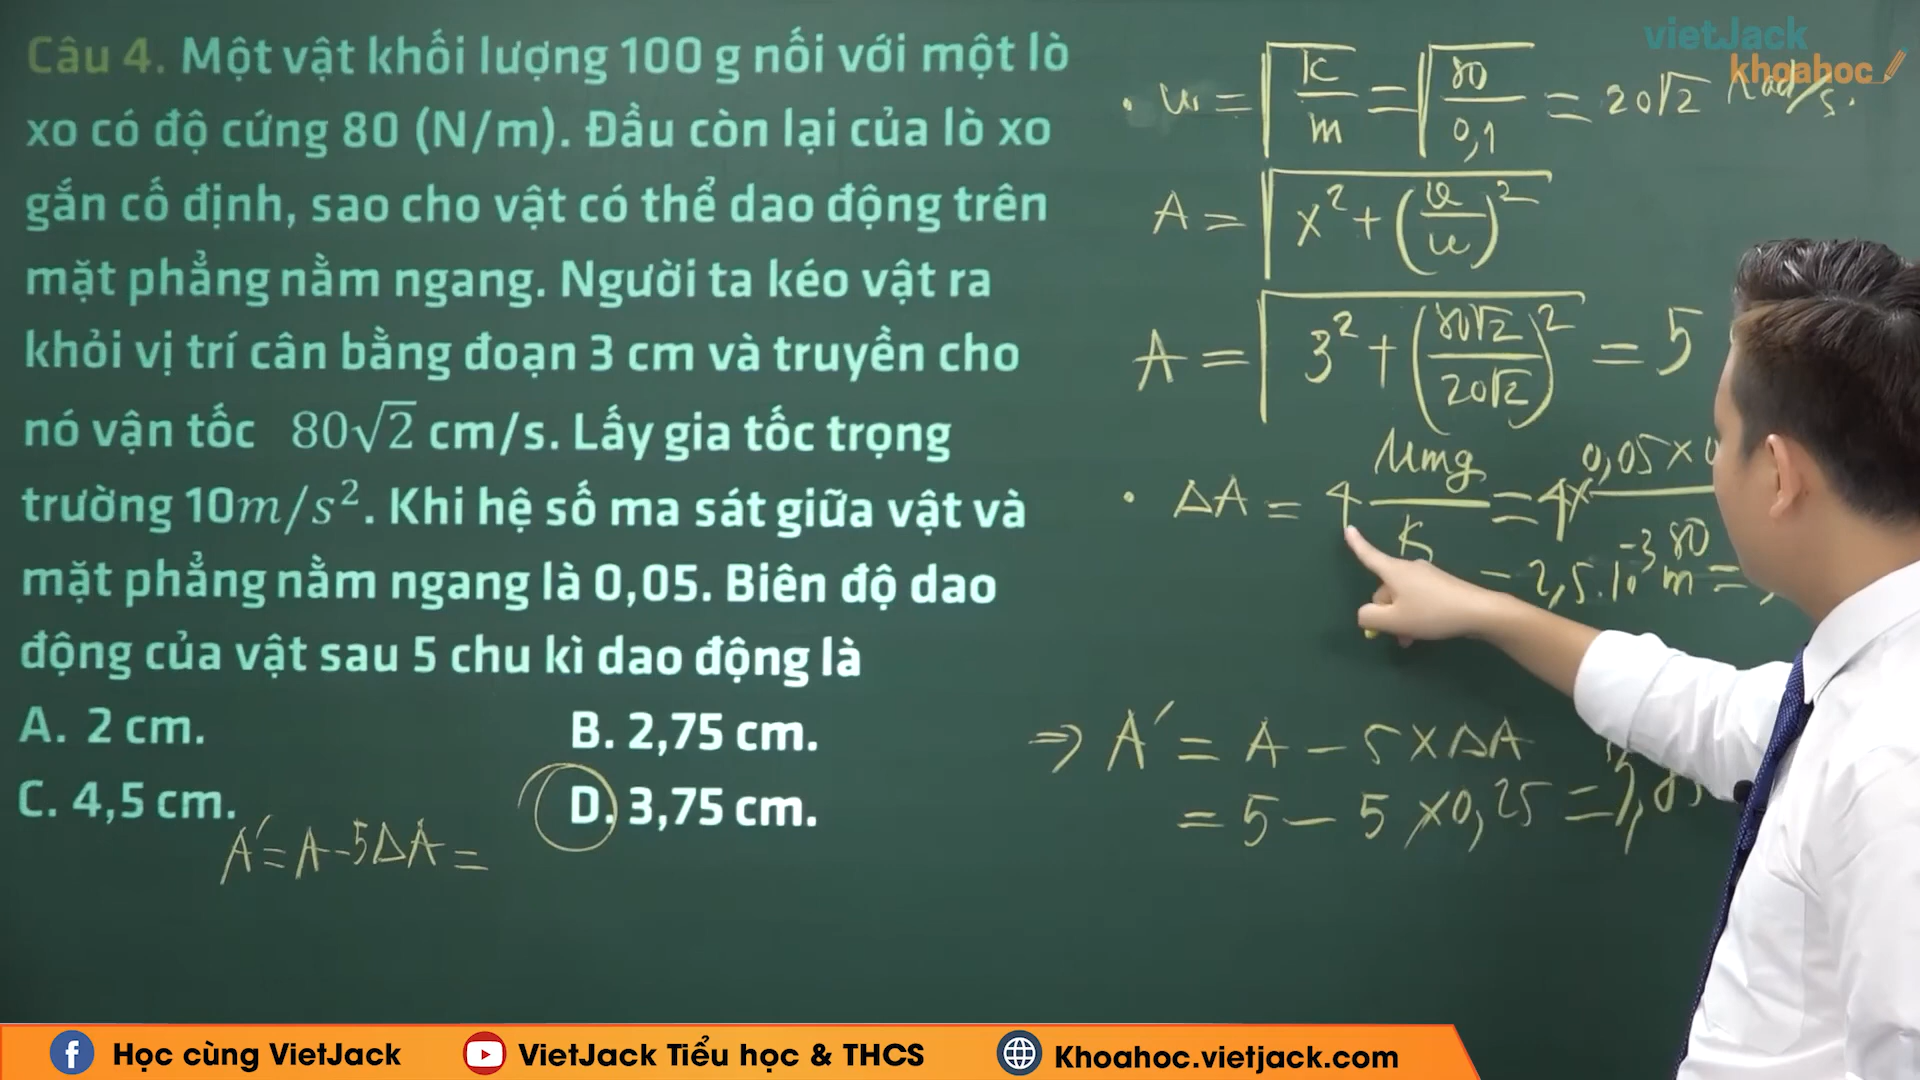 vietJack
khoahoc
Câu 4. Một vật khối lượng 100 g nối với một lò
xo có độ cứng 80 (N/m). Đầu còn lại của lò xo
gắn cố định, sao cho vật có thể dao động trên
mặt phẳng nằm ngang. Người ta kéo vật ra
khỏi vị trí cân bằng đoạn 3 cm và truyền cho
nó vận tốc 80√2 cm/s. Lấy gia tốc trọng
trường 10m/s². Khi hệ số ma sát giữa vật và
mặt phẳng nằm ngang là 0,05. Biên độ dao
động của vật sau 5 chu kì dao động là
A. 2 cm. B. 2,75 cm.
C. 4,5 cm. D. 3,75 cm.
A' = A - 5ΔA =
• ω = √(k/m) = √(80/0,1) = 20√2 Rad/s.
A = √(x² + (v/ω)²)
A = √(3² + (80√2/20√2)²) = 5
• ΔA = 4 μmg/k = 4 × 0,05 × /80
= 2,5.10⁻³ m =
⇒ A' = A - 5 × ΔA
= 5 - 5 × 0,25 =
Học cùng VietJack
VietJack Tiểu học & THCS
Khoahoc.vietjack.com